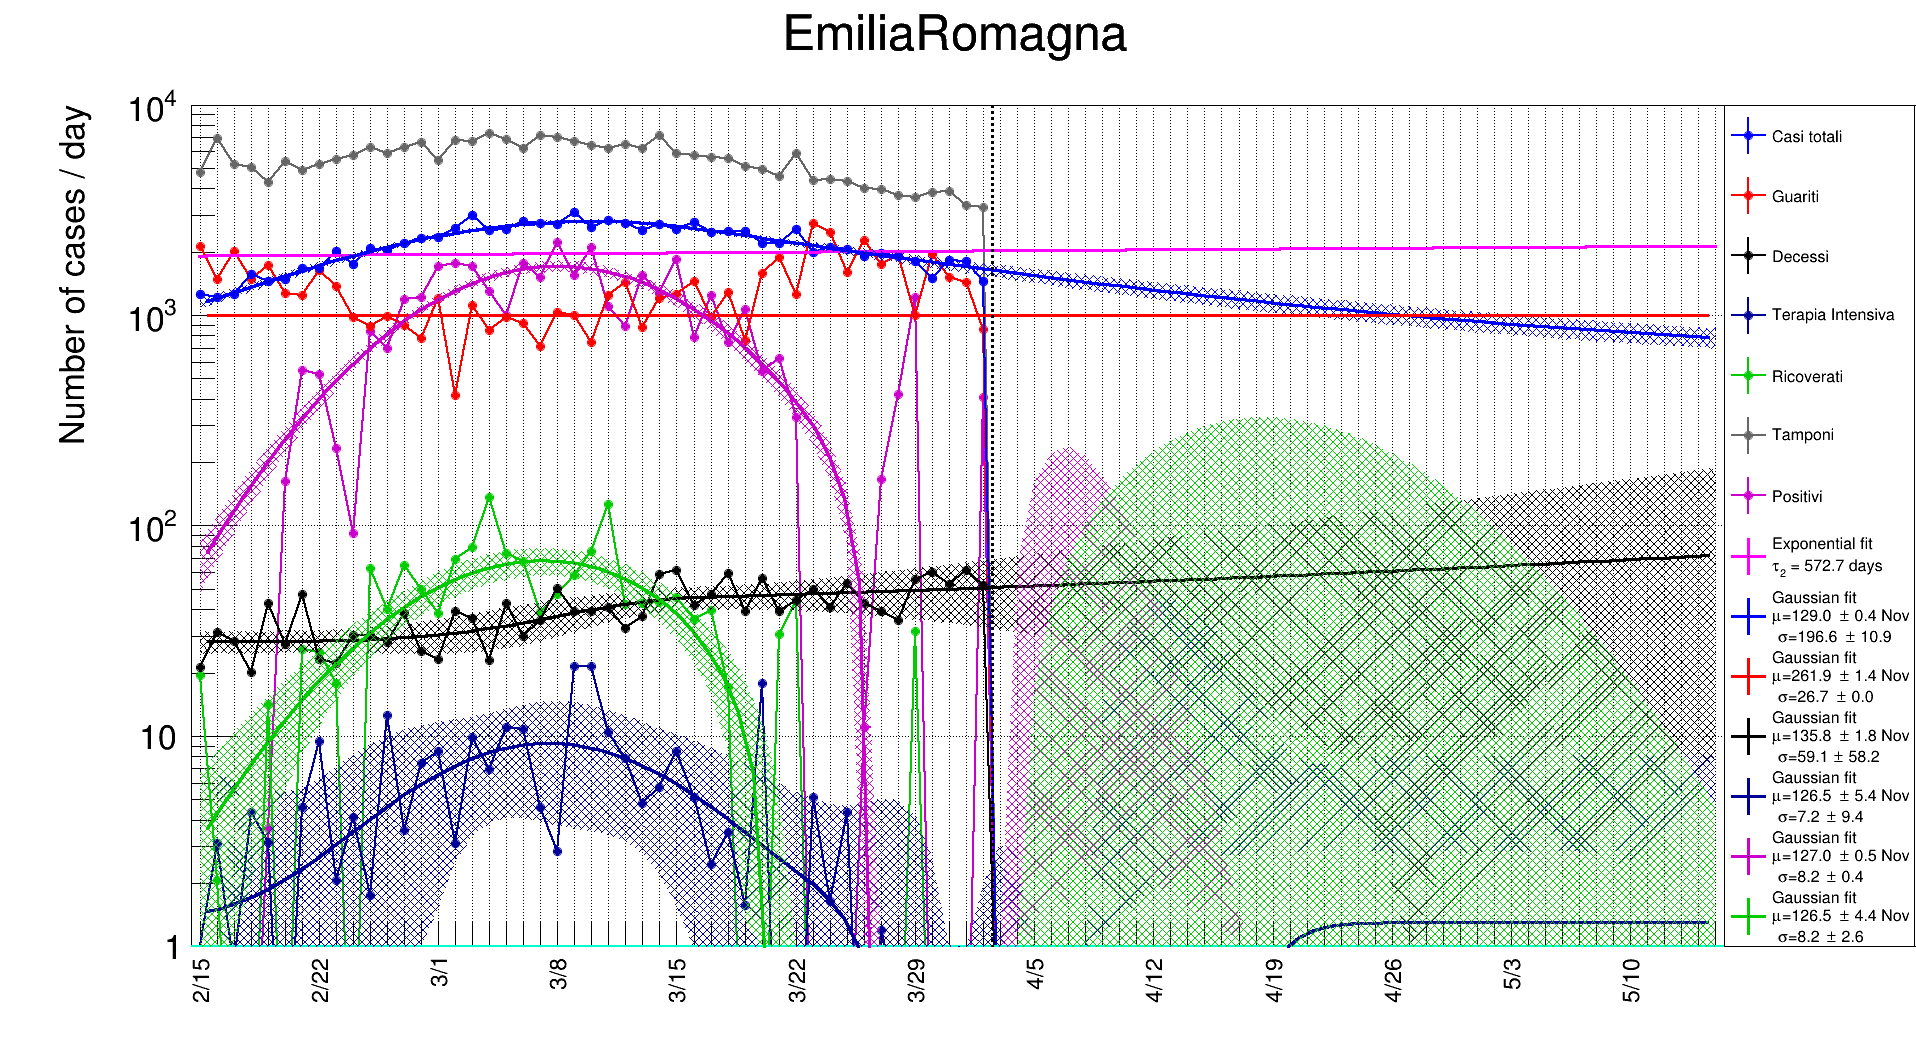 EmiliaRomagna
Number of cases / day
10⁴
10³
10²
10
1
2/15
2/22
3/1
3/8
3/15
3/22
3/29
4/5
4/12
4/19
4/26
5/3
5/10
Casi totali
Guariti
Decessi
Terapia Intensiva
Ricoverati
Tamponi
Positivi
Exponential fit
τ₂ = 572.7 days
Gaussian fit
μ=129.0 ± 0.4 Nov
σ=196.6 ± 10.9
Gaussian fit
μ=261.9 ± 1.4 Nov
σ=26.7 ± 0.0
Gaussian fit
μ=135.8 ± 1.8 Nov
σ=59.1 ± 58.2
Gaussian fit
μ=126.5 ± 5.4 Nov
σ=7.2 ± 9.4
Gaussian fit
μ=127.0 ± 0.5 Nov
σ=8.2 ± 0.4
Gaussian fit
μ=126.5 ± 4.4 Nov
σ=8.2 ± 2.6